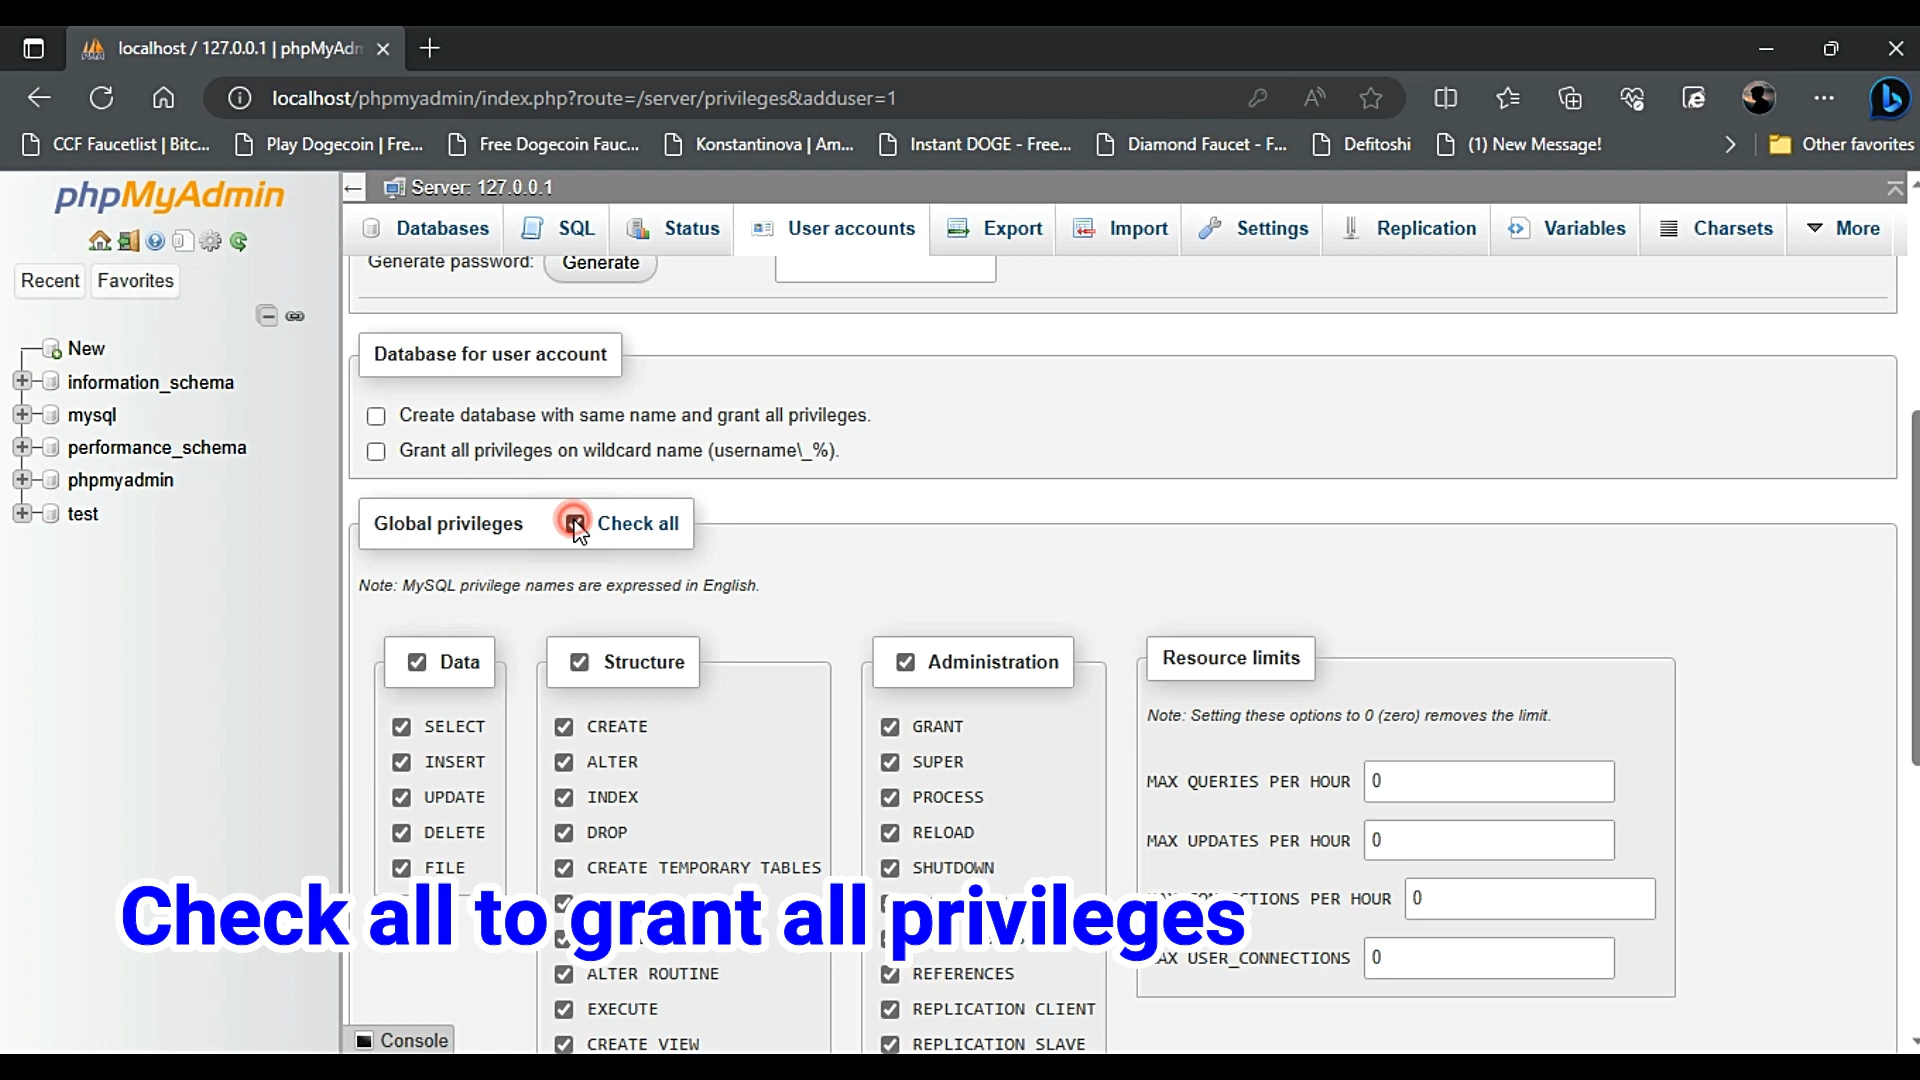 localhost / 127.0.0.1 | phpMyAdm
localhost/phpmyadmin/index.php?route=/server/privileges&adduser=1
CCF Faucetlist | Bitc...
Play Dogecoin | Fre...
Free Dogecoin Fauc...
Konstantinova | Am...
Instant DOGE - Free...
Diamond Faucet - F...
Defitoshi
(1) New Message!
Other favorites
phpMyAdmin
Recent
Favorites
New
information_schema
mysql
performance_schema
phpmyadmin
test
Server: 127.0.0.1
Databases
SQL
Status
User accounts
Export
Import
Settings
Replication
Variables
Charsets
More
Generate password:
Generate
Database for user account
Create database with same name and grant all privileges.
Grant all privileges on wildcard name (username\_%).
Global privileges
Check all
Note: MySQL privilege names are expressed in English.
Data
SELECT
INSERT
UPDATE
DELETE
FILE
Structure
CREATE
ALTER
INDEX
DROP
CREATE TEMPORARY TABLES
ALTER ROUTINE
EXECUTE
CREATE VIEW
Administration
GRANT
SUPER
PROCESS
RELOAD
SHUTDOWN
REFERENCES
REPLICATION CLIENT
REPLICATION SLAVE
Resource limits
Note: Setting these options to 0 (zero) removes the limit.
MAX QUERIES PER HOUR 0
MAX UPDATES PER HOUR 0
PER HOUR 0
USER_CONNECTIONS 0
Check all to grant all privileges
Console